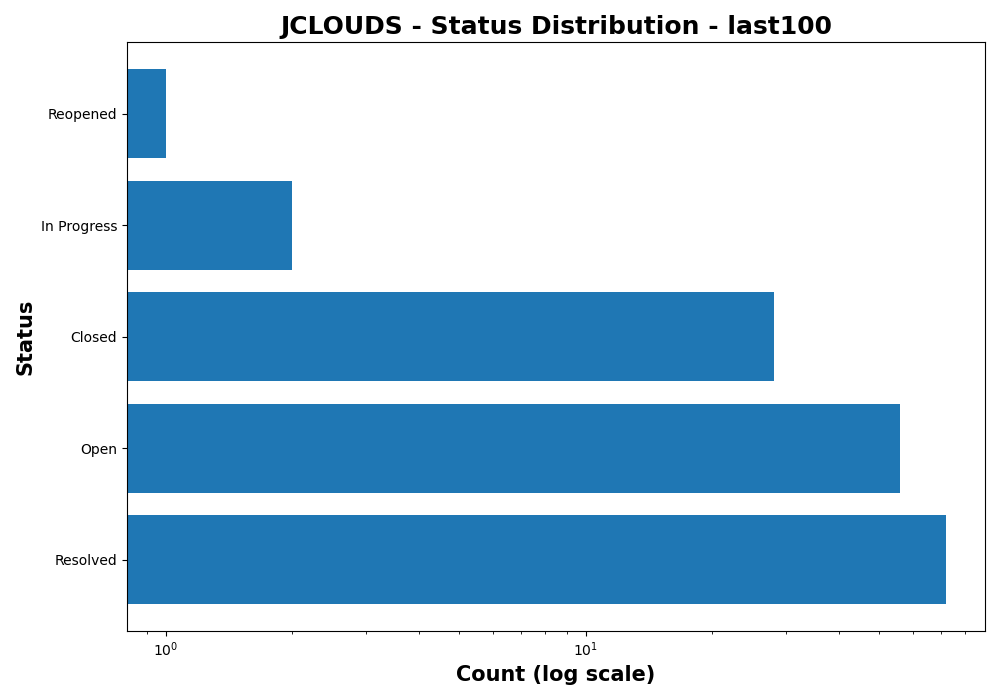 JCLOUDS - Status Distribution - last100
Status
Reopened
In Progress
Closed
Open
Resolved
10⁰
10¹
Count (log scale)